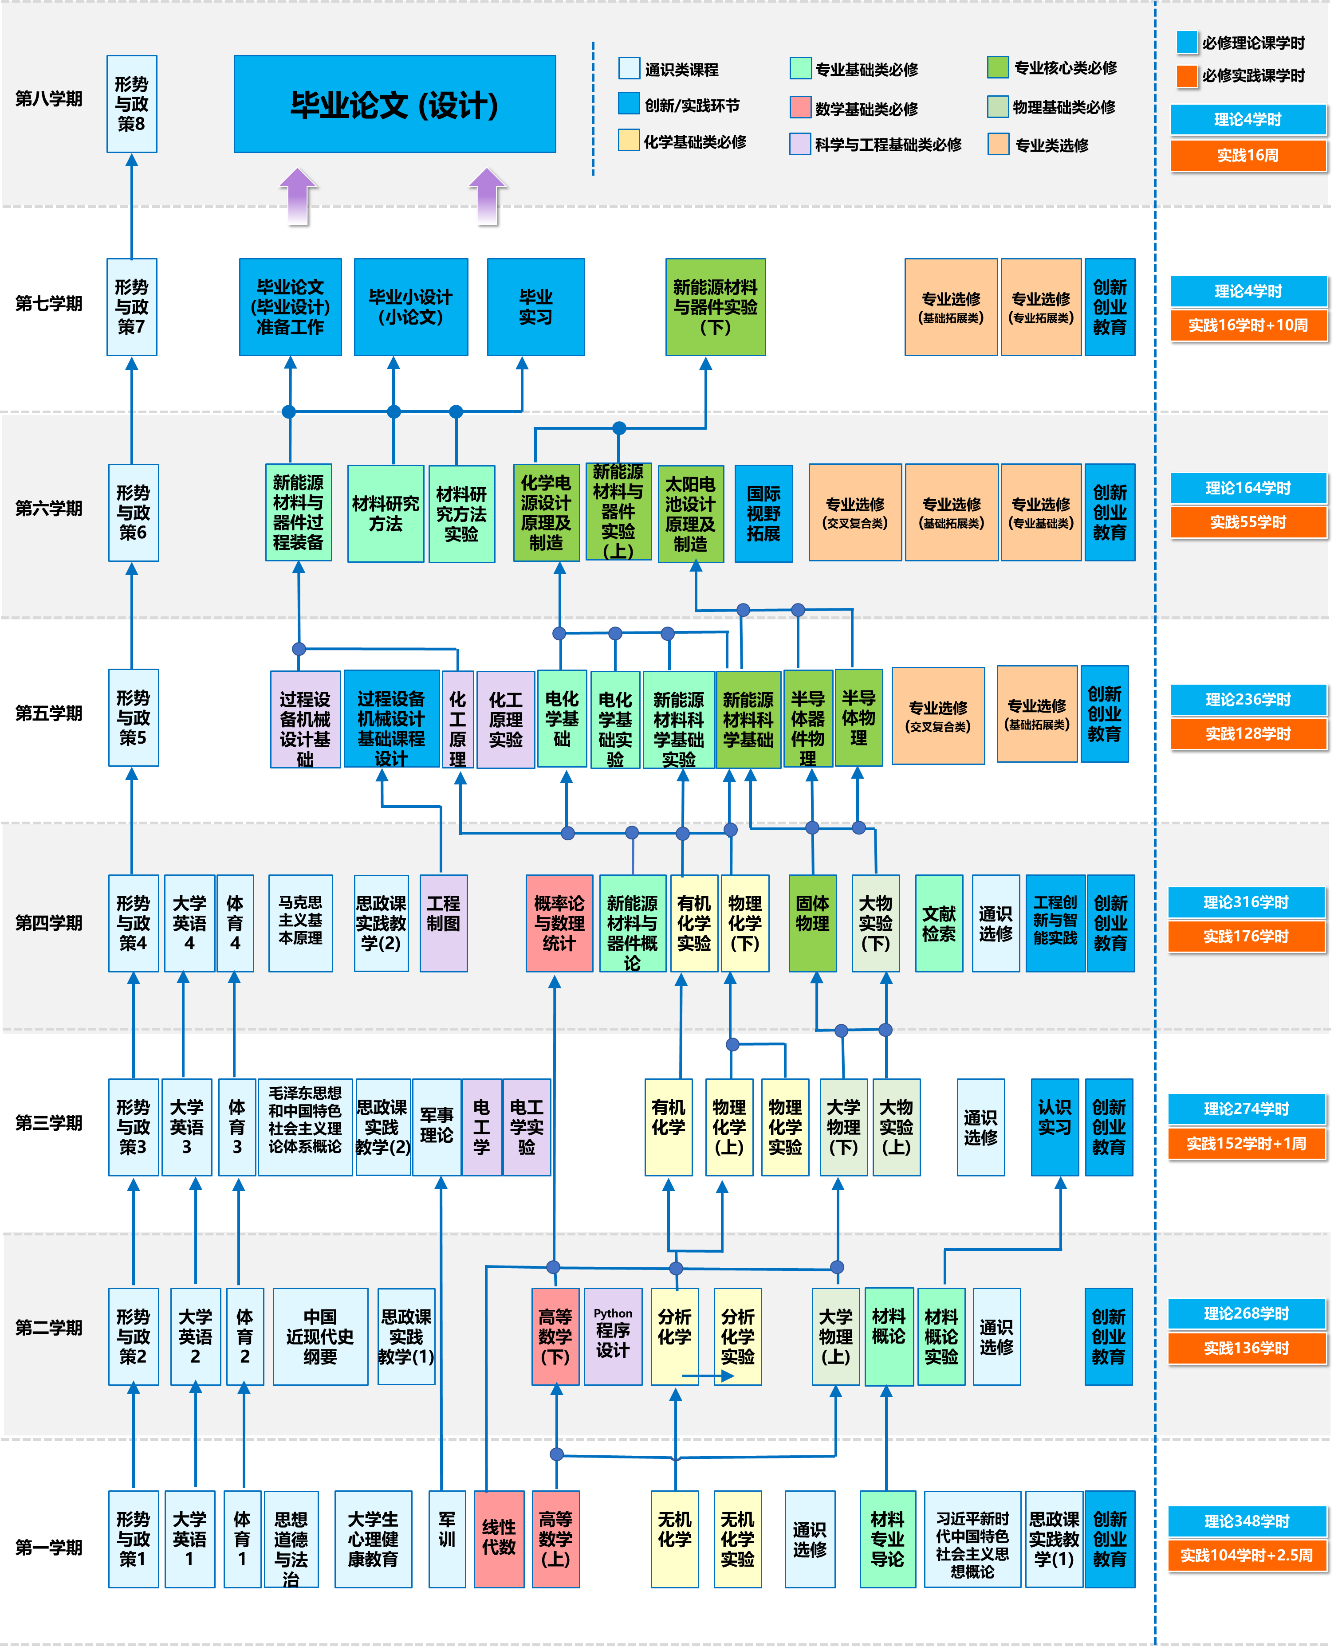 第八学期
形势
与政
策8
毕业论文 (设计)
通识类课程
创新/实践环节
化学基础类必修
专业基础类必修
数学基础类必修
科学与工程基础类必修
专业核心类必修
物理基础类必修
专业类选修
必修理论课学时
必修实践课学时
理论4学时
实践16周
第七学期
形势
与政
策7
毕业论文
(毕业设计)
准备工作
毕业小设计
(小论文)
毕业
实习
新能源材料
与器件实验
(下)
专业选修
(基础拓展类)
专业选修
(专业拓展类)
创新
创业
教育
理论4学时
实践16学时+10周
第六学期
形势
与政
策6
新能源
材料与
器件过
程装备
材料研究
方法
材料研
究方法
实验
化学电
源设计
原理及
制造
新能源
材料与
器件
实验
(上)
太阳电
池设计
原理及
制造
国际
视野
拓展
专业选修
(交叉复合类)
专业选修
(基础拓展类)
专业选修
(专业基础类)
创新
创业
教育
理论164学时
实践55学时
第五学期
形势
与政
策5
过程设
备机械
设计基
础
过程设备
机械设计
基础课程
设计
化
工
原
理
化工
原理
实验
电化
学基
础
电化
学基
础实
验
新能源
材料科
学基础
实验
新能源
材料科
学基础
半导
体器
件物
理
半导
体物
理
专业选修
(交叉复合类)
专业选修
(基础拓展类)
创新
创业
教育
理论236学时
实践128学时
第四学期
形势
与政
策4
大学
英语
4
体
育
4
马克思
主义基
本原理
思政课
实践教
学(2)
工程
制图
概率论
与数理
统计
新能源
材料与
器件概
论
有机
化学
实验
物理
化学
(下)
固体
物理
大物
实验
(下)
文献
检索
通识
选修
工程创
新与智
能实践
创新
创业
教育
理论316学时
实践176学时
第三学期
形势
与政
策3
大学
英语
3
体
育
3
毛泽东思想
和中国特色
社会主义理
论体系概论
思政课
实践
教学(2)
军事
理论
电
工
学
电工
学实
验
有机
化学
物理
化学
(上)
物理
化学
实验
大学
物理
(下)
大物
实验
(上)
通识
选修
认识
实习
创新
创业
教育
理论274学时
实践152学时+1周
第二学期
形势
与政
策2
大学
英语
2
体
育
2
中国
近现代史
纲要
思政课
实践
教学(1)
高等
数学
(下)
Python
程序
设计
分析
化学
分析
化学
实验
大学
物理
(上)
材料
概论
材料
概论
实验
通识
选修
创新
创业
教育
理论268学时
实践136学时
第一学期
形势
与政
策1
大学
英语
1
体
育
1
思想
道德
与法
治
大学生
心理健
康教育
军
训
线性
代数
高等
数学
(上)
无机
化学
无机
化学
实验
通识
选修
材料
专业
导论
习近平新时
代中国特色
社会主义思
想概论
思政课
实践教
学(1)
创新
创业
教育
理论348学时
实践104学时+2.5周